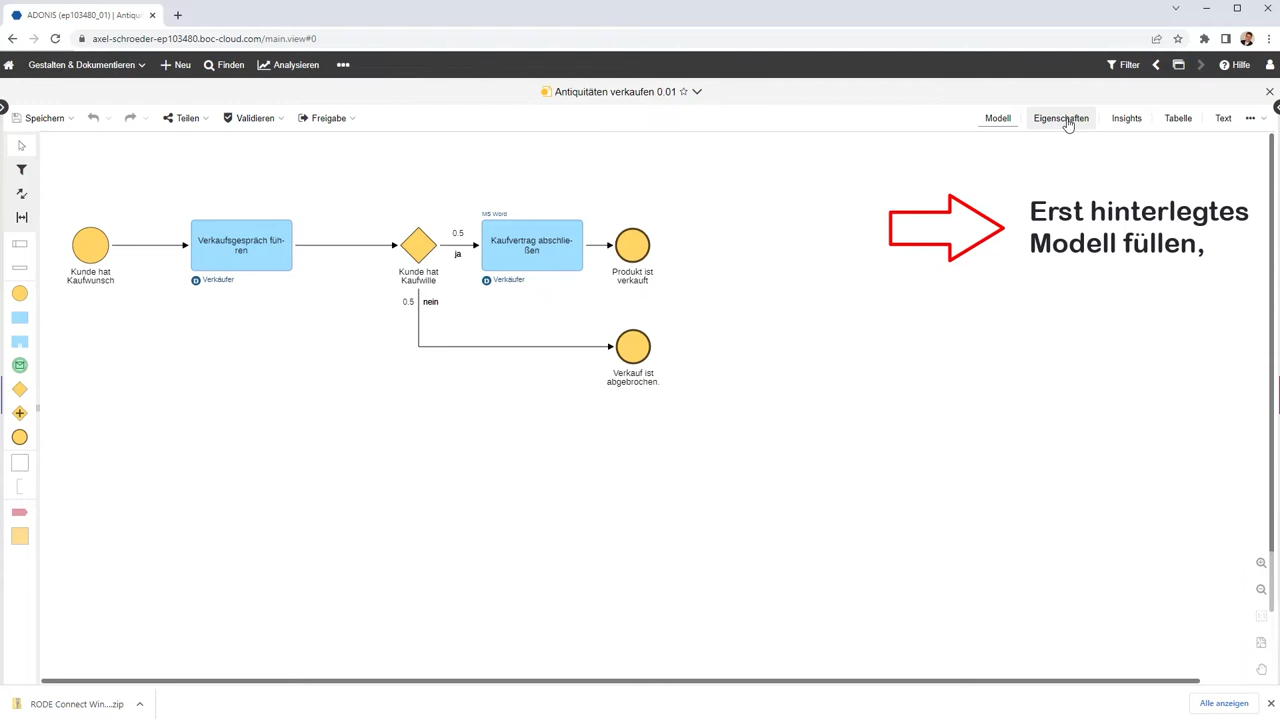 ADONIS (ep103480_01) | Antiqui
axel-schroeder-ep103480.boc-cloud.com/main.view#0
Gestalten & Dokumentieren
Neu
Finden
Analysieren
Filter
Hilfe
Antiquitäten verkaufen 0.01
Speichern
Teilen
Validieren
Freigabe
Modell
Eigenschaften
Insights
Tabelle
Text
Erst hinterlegtes
Modell füllen,
MS Word
Verkaufsgespräch füh-
ren
0.5
ja
Kaufvertrag abschlie-
ßen
Kunde hat
Kaufwunsch
D Verkäufer
Kunde hat
Kaufwille
D Verkäufer
Produkt ist
verkauft
0.5 nein
Verkauf ist
abgebrochen.
1:1
RODE Connect Win....zip
Alle anzeigen